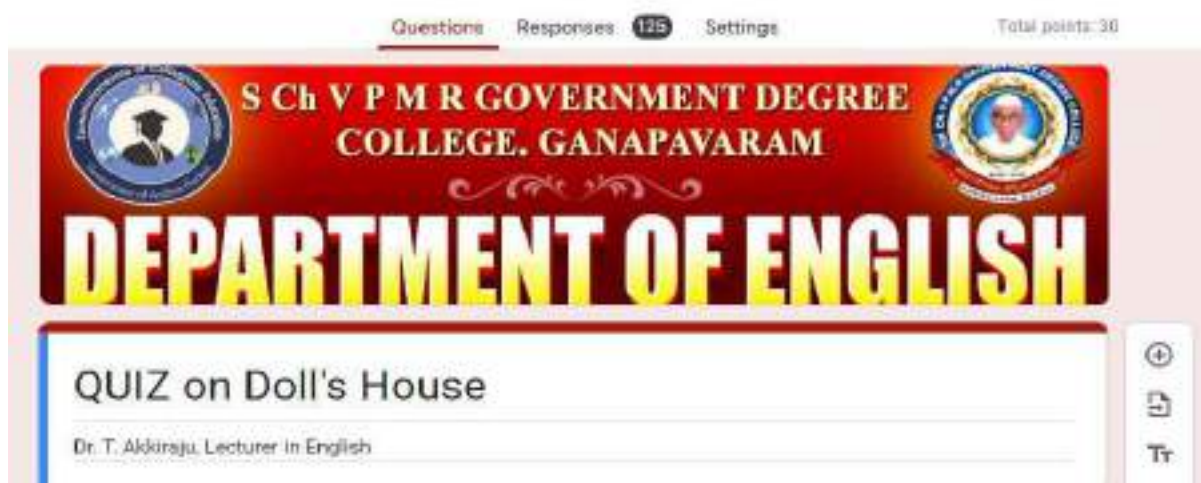 Questions Responses 125 Settings Total points: 30
S Ch V P M R GOVERNMENT DEGREE
COLLEGE. GANAPAVARAM
DEPARTMENT OF ENGLISH
QUIZ on Doll's House
Dr. T. Akkiraju, Lecturer in English
Tт